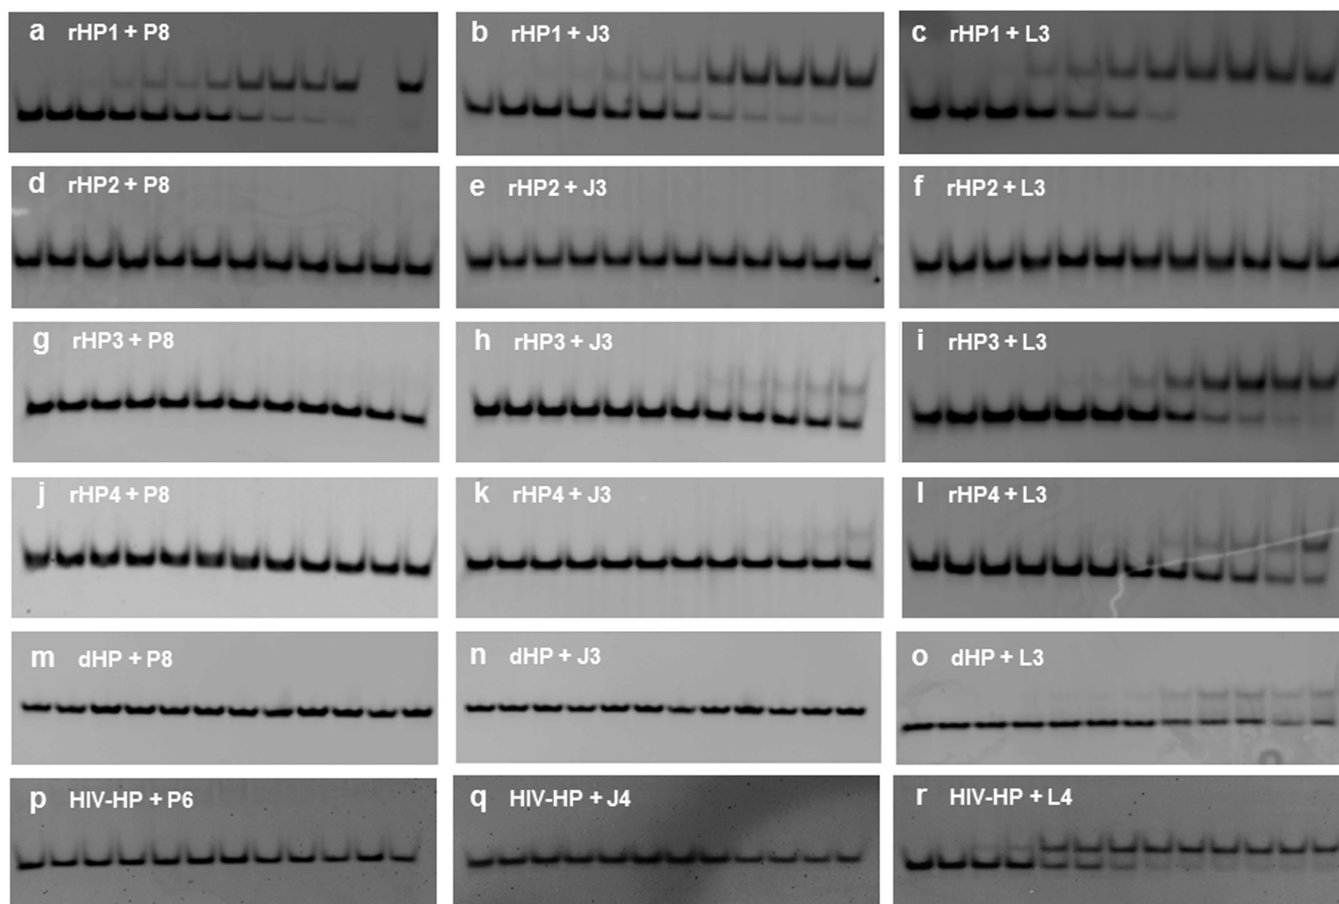 a rHP1 + P8
b rHP1 + J3
c rHP1 + L3
d rHP2 + P8
e rHP2 + J3
f rHP2 + L3
g rHP3 + P8
h rHP3 + J3
i rHP3 + L3
j rHP4 + P8
k rHP4 + J3
l rHP4 + L3
m dHP + P8
n dHP + J3
o dHP + L3
p HIV-HP + P6
q HIV-HP + J4
r HIV-HP + L4